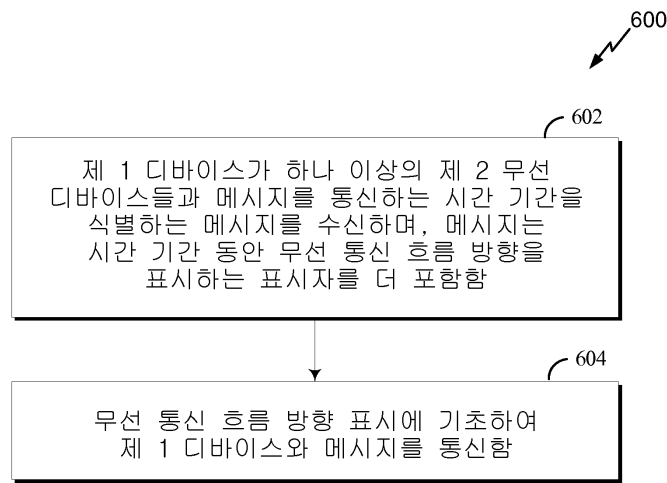 600
602
제 1 디바이스가 하나 이상의 제 2 무선
디바이스들과 메시지를 통신하는 시간 기간을
식별하는 메시지를 수신하며, 메시지는
시간 기간 동안 무선 통신 흐름 방향을
표시하는 표시자를 더 포함함
604
무선 통신 흐름 방향 표시에 기초하여
제 1 디바이스와 메시지를 통신함